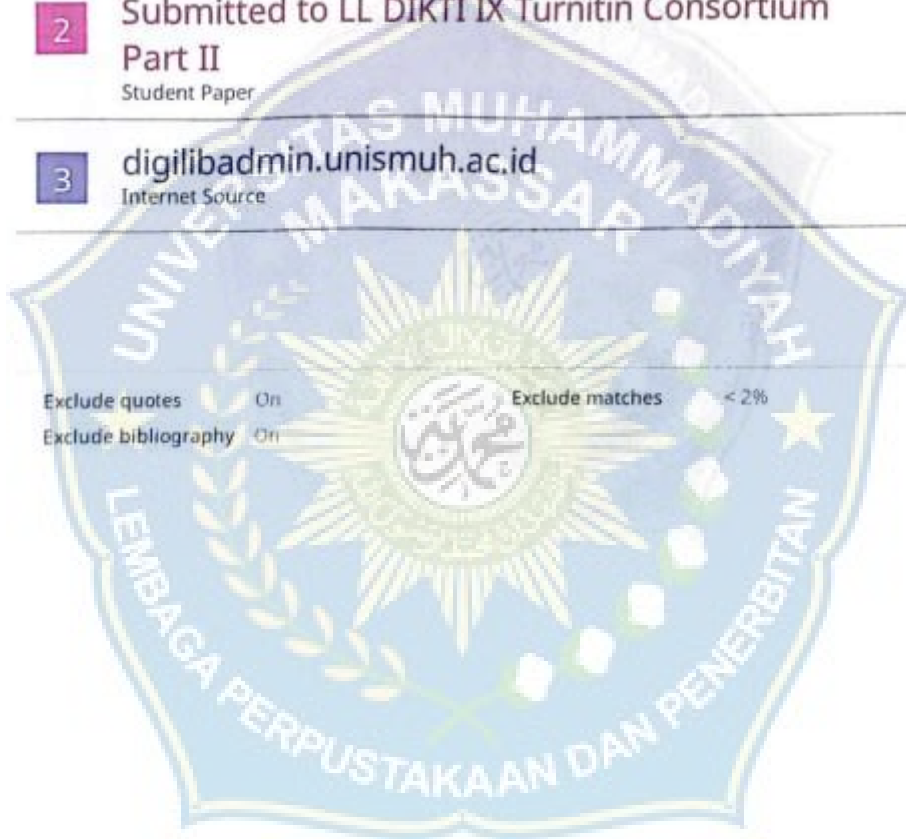 2 Submitted to LL DIKTI IX Turnitin Consortium
Part II
Student Paper
3 digilibadmin.unismuh.ac.id
Internet Source
UNIVERSITAS MUHAMMADIYAH
MAKASSAR
Exclude quotes On
Exclude matches < 2%
Exclude bibliography On
محمد
LEMBAGA PERPUSTAKAAN DAN PENERBITAN